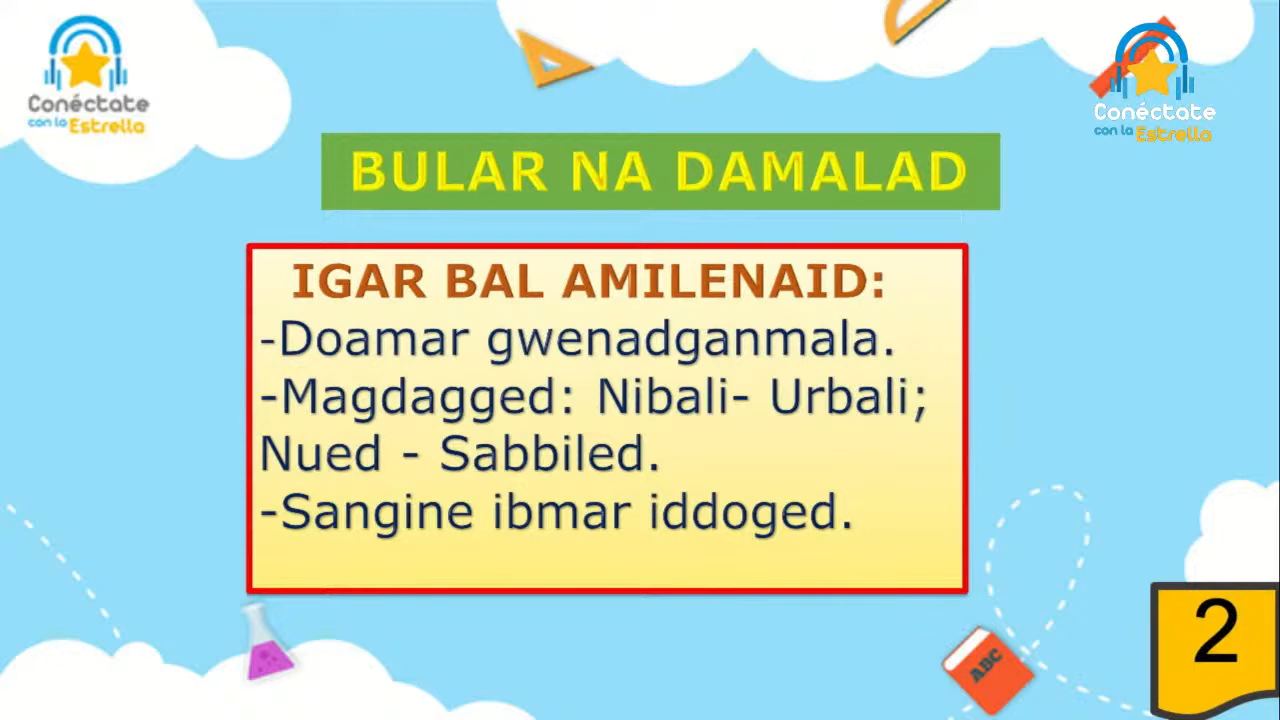 Conéctate
con la Estrella
Conéctate
con la Estrella
BULAR NA DAMALAD
IGAR BAL AMILENAID:
-Doamar gwenadganmala.
-Magdagged: Nibali- Urbali;
Nued - Sabbiled.
-Sangine ibmar iddoged.
ABC
2